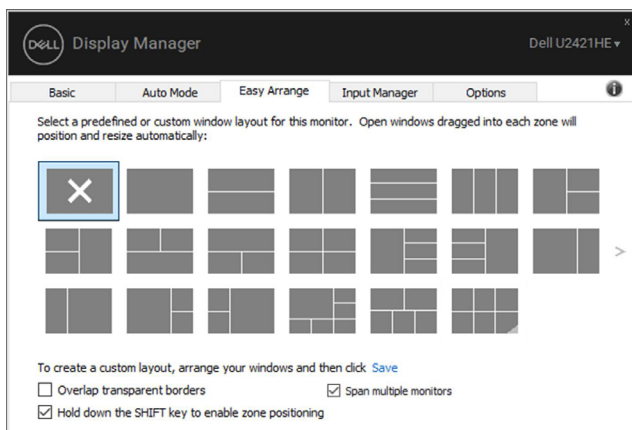 x
DELL Display Manager Dell U2421HE
Basic Auto Mode Easy Arrange Input Manager Options
Select a predefined or custom window layout for this monitor. Open windows dragged into each zone will
position and resize automatically:
To create a custom layout, arrange your windows and then click Save
Overlap transparent borders Span multiple monitors
Hold down the SHIFT key to enable zone positioning